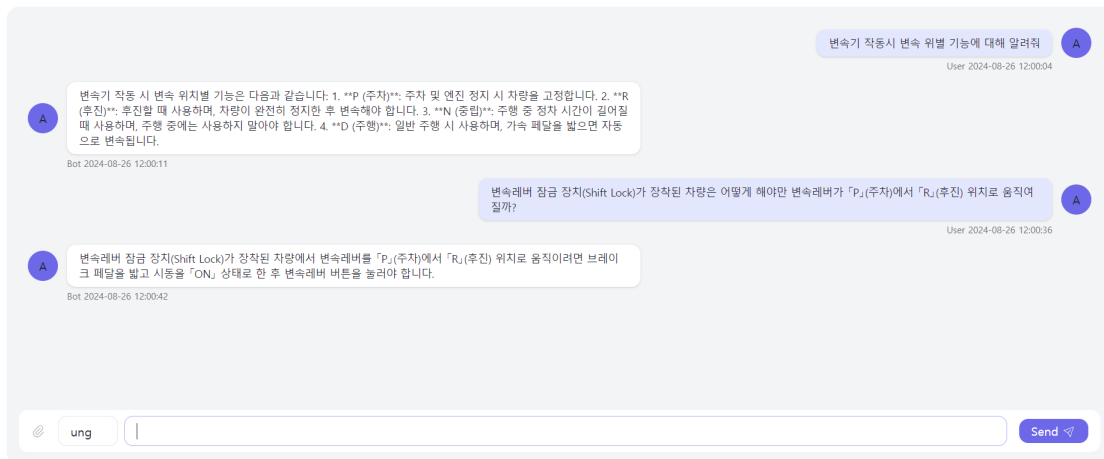 변속기 작동시 변속 위별 기능에 대해 알려줘
A
User 2024-08-26 12:00:04
변속기 작동 시 변속 위치별 기능은 다음과 같습니다: 1. **P (주차)**: 주차 및 엔진 정지 시 차량을 고정합니다. 2. **R
(후진)**: 후진할 때 사용하며, 차량이 완전히 정지한 후 변속해야 합니다. 3. **N (중립)**: 주행 중 정차 시간이 길어질
A
때 사용하며, 주행 중에는 사용하지 말아야 합니다. 4. **D (주행)**: 일반 주행 시 사용하며, 가속 페달을 밟으면 자동
으로 변속됩니다.
Bot 2024-08-26 12:00:11
변속레버 잠금 장치(Shift Lock)가 장착된 차량은 어떻게 해야만 변속레버가 「P」(주차)에서 「R」(후진) 위치로 움직여
질까?
A
User 2024-08-26 12:00:36
변속레버 잠금 장치(Shift Lock)가 장착된 차량에서 변속레버를 「P」(주차)에서 「R」(후진) 위치로 움직이려면 브레이
A
크 페달을 밟고 시동을 「ON」 상태로 한 후 변속레버 버튼을 눌러야 합니다.
Bot 2024-08-26 12:00:42
ung
Send